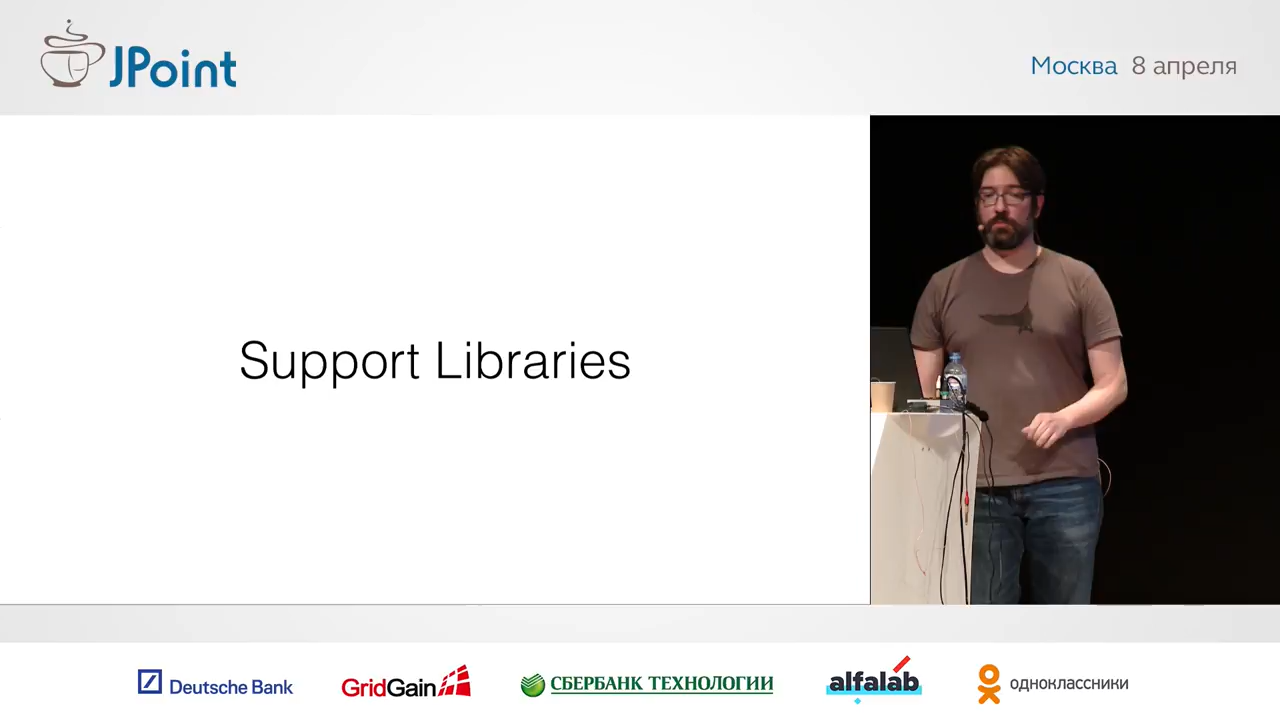 JPoint
Москва 8 апреля
Support Libraries
Deutsche Bank
GridGain
СБЕРБАНК ТЕХНОЛОГИИ
alfalab
одноклассники